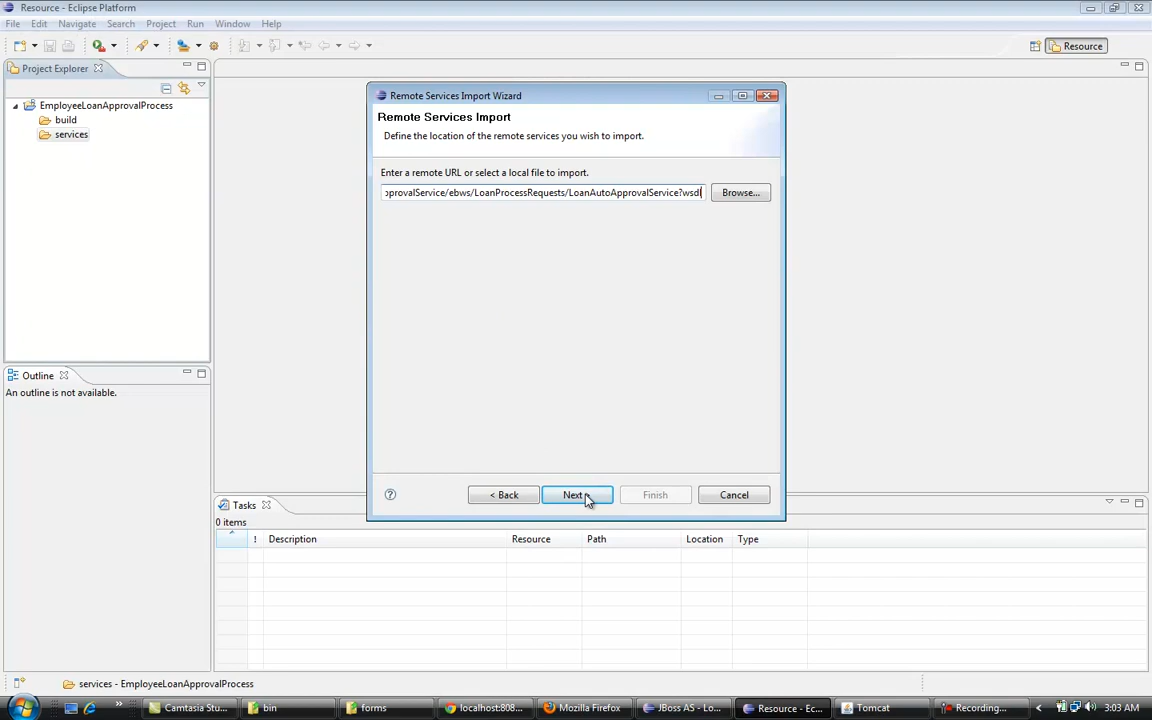 Resource - Eclipse Platform
File Edit Navigate Search Project Run Window Help
Resource
Project Explorer
EmployeeLoanApprovalProcess
build
services
Remote Services Import Wizard
Remote Services Import
Define the location of the remote services you wish to import.
Enter a remote URL or select a local file to import.
pprovalService/ebws/LoanProcessRequests/LoanAutoApprovalService?wsdl
Browse...
Outline
An outline is not available.
< Back
Next
Finish
Cancel
Tasks
0 items
! Description Resource Path Location Type
services - EmployeeLoanApprovalProcess
Camtasia Stu...
bin
forms
localhost:808...
Mozilla Firefox
JBoss AS - Lo...
Resource - Ec...
Tomcat
Recording...
3:03 AM